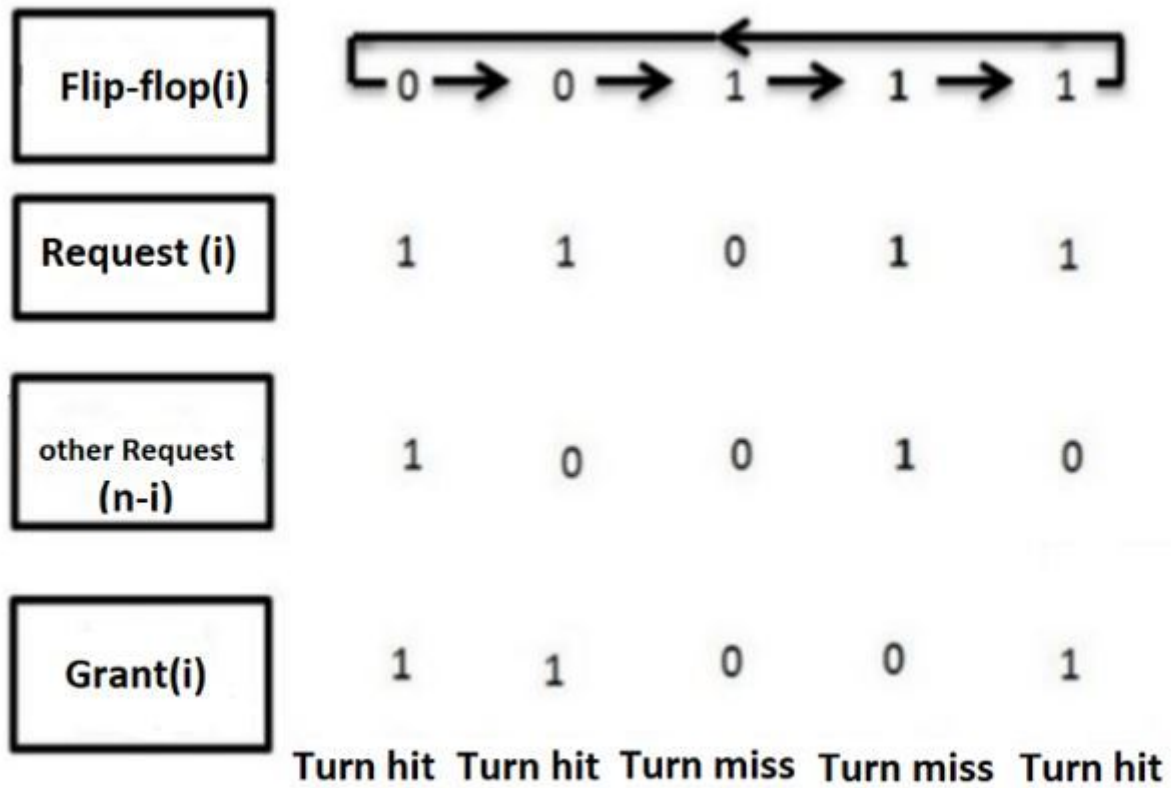 Flip-flop(i) 0 0 1 1 1
Request (i) 1 1 0 1 1
other Request
(n-i) 1 0 0 1 0
Grant(i) 1 1 0 0 1
Turn hit Turn hit Turn miss Turn miss Turn hit